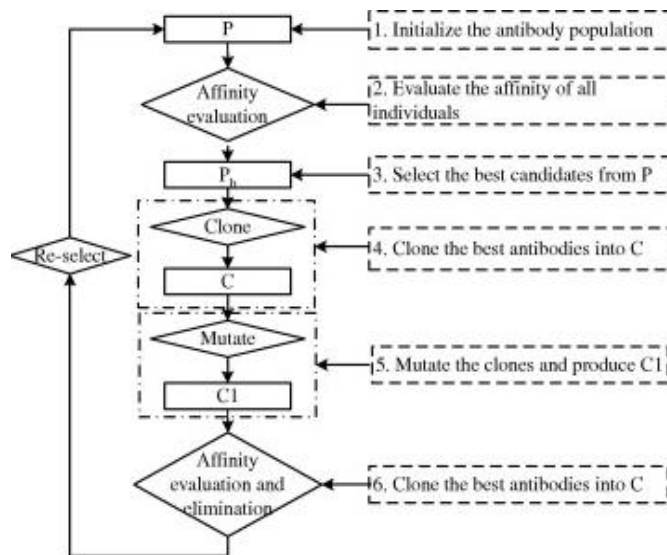 P
1. Initialize the antibody population
Affinity
evaluation
2. Evaluate the affinity of all
individuals
Ph
3. Select the best candidates from P
Clone
Re-select
4. Clone the best antibodies into C
C
Mutate
5. Mutate the clones and produce C1
C1
Affinity
evaluation and
elimination
6. Clone the best antibodies into C